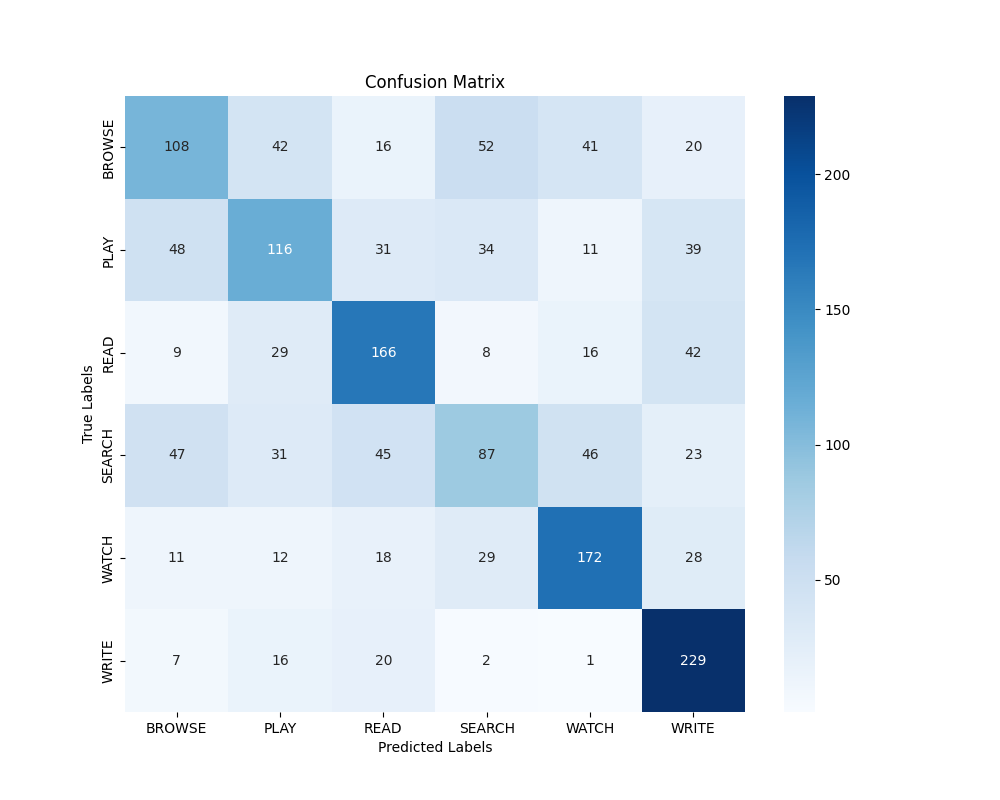 Confusion Matrix
BROWSE 108 42 16 52 41 20
PLAY 48 116 31 34 11 39
READ 9 29 166 8 16 42
SEARCH 47 31 45 87 46 23
WATCH 11 12 18 29 172 28
WRITE 7 16 20 2 1 229
BROWSE PLAY READ SEARCH WATCH WRITE
Predicted Labels
True Labels
200
150
100
50